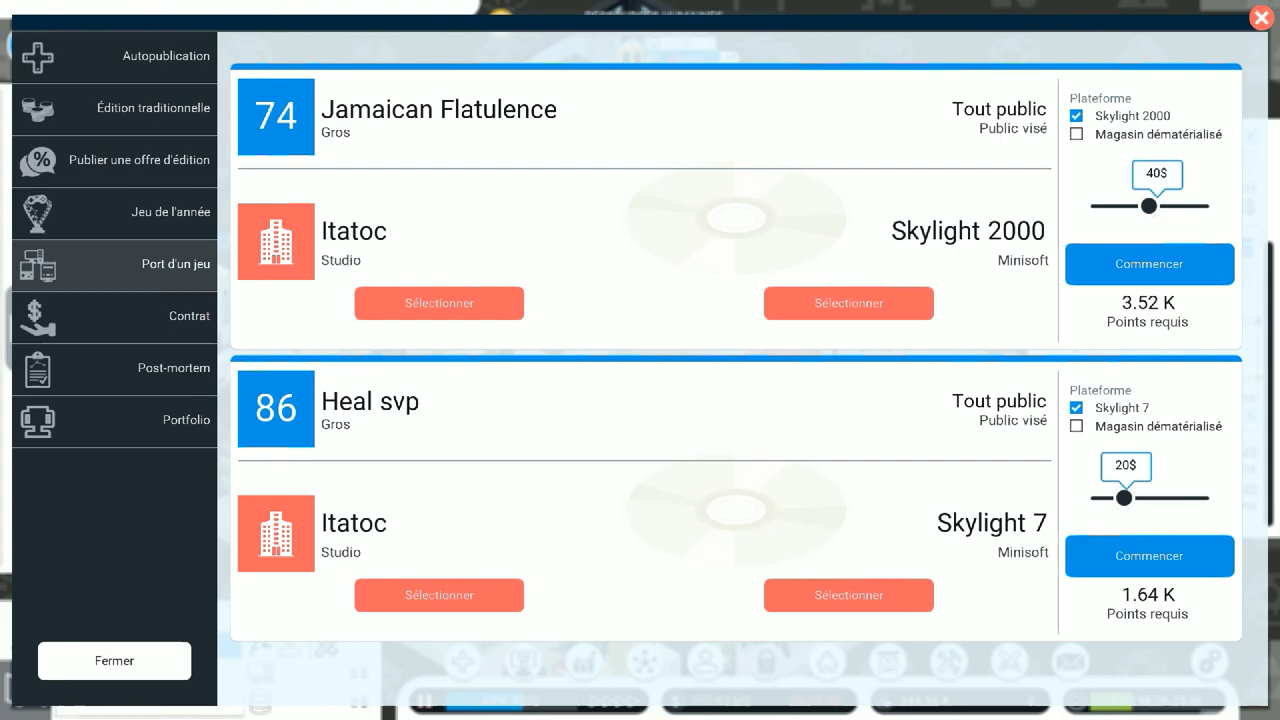 Autopublication
Édition traditionnelle
Publier une offre d'édition
Jeu de l'année
Port d'un jeu
Contrat
Post-mortem
Portfolio
Fermer
74
Jamaican Flatulence
Gros
Tout public
Public visé
Itatoc
Studio
Sélectionner
Skylight 2000
Minisoft
Sélectionner
Plateforme
Skylight 2000
Magasin dématérialisé
40$
Commencer
3.52 K
Points requis
86
Heal svp
Gros
Tout public
Public visé
Itatoc
Studio
Sélectionner
Skylight 7
Minisoft
Sélectionner
Plateforme
Skylight 7
Magasin dématérialisé
20$
Commencer
1.64 K
Points requis